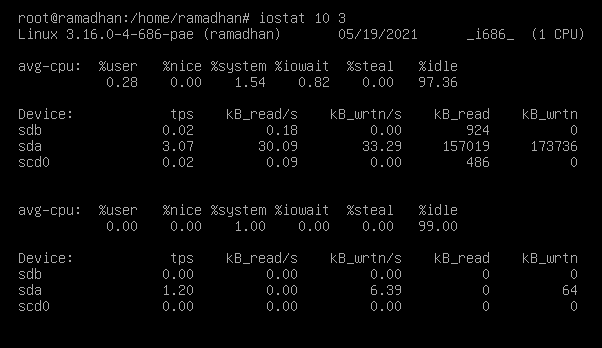 root@ramadhan:/home/ramadhan# iostat 10 3
Linux 3.16.0-4-686-pae (ramadhan)        05/19/2021      _i686_  (1 CPU)
avg-cpu:  %user   %nice %system %iowait  %steal   %idle
           0.28    0.00    1.54    0.82    0.00   97.36
Device:            tps    kB_read/s    kB_wrtn/s    kB_read    kB_wrtn
sdb               0.02         0.18         0.00        924          0
sda               3.07        30.09        33.29     157019     173736
scd0              0.02         0.09         0.00        486          0
avg-cpu:  %user   %nice %system %iowait  %steal   %idle
           0.00    0.00    1.00    0.00    0.00   99.00
Device:            tps    kB_read/s    kB_wrtn/s    kB_read    kB_wrtn
sdb               0.00         0.00         0.00          0          0
sda               1.20         0.00         6.39          0         64
scd0              0.00         0.00         0.00          0          0